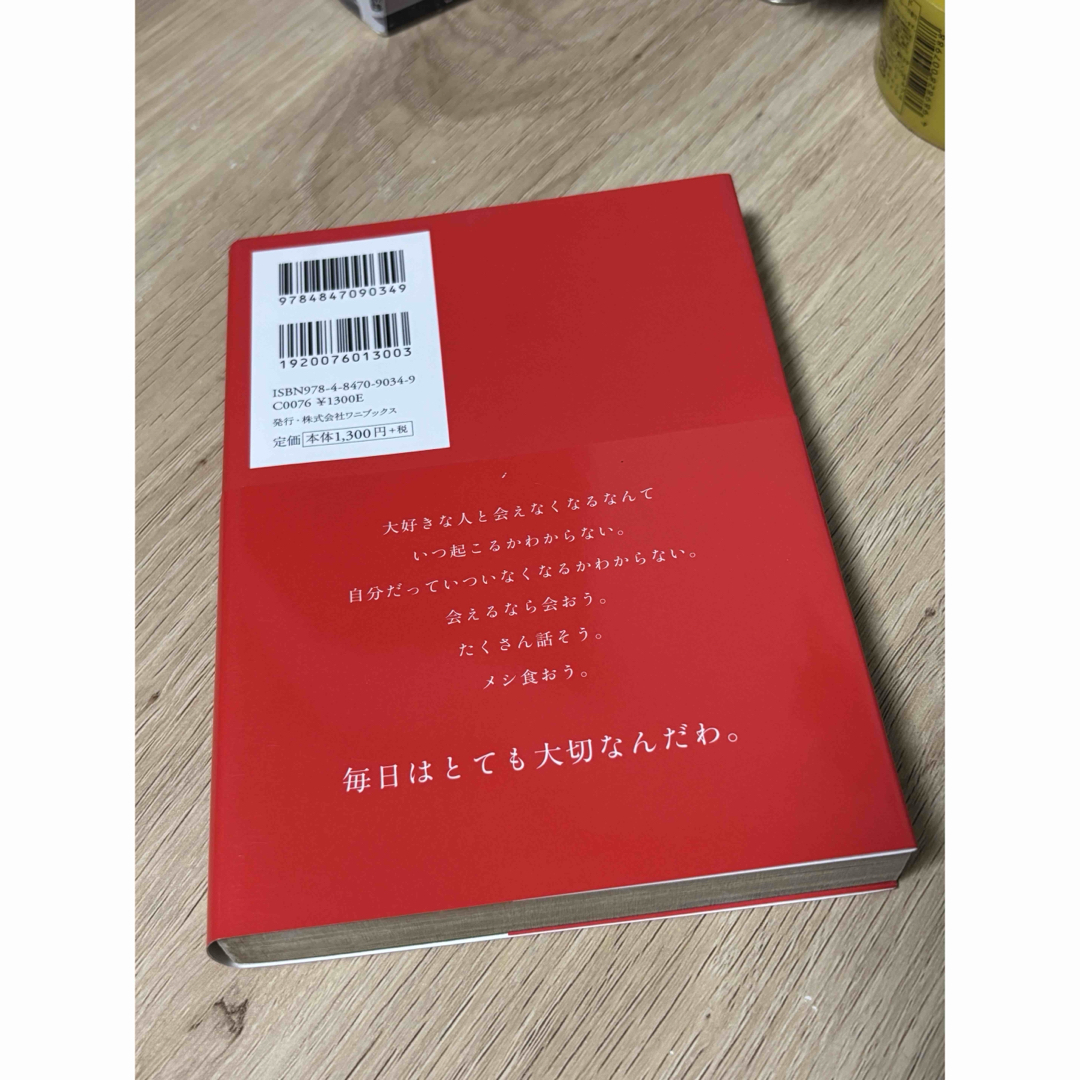 9784847090349
1920076013003
ISBN978-4-8470-9034-9
C0076 ¥1300E
発行・株式会社ワニブックス
定価 本体1,300円+税
大好きな人と会えなくなるなんて
いつ起こるかわからない。
自分だっていついなくなるかわからない。
会えるなら会おう。
たくさん話そう。
メシ食おう。
毎日はとても大切なんだわ。